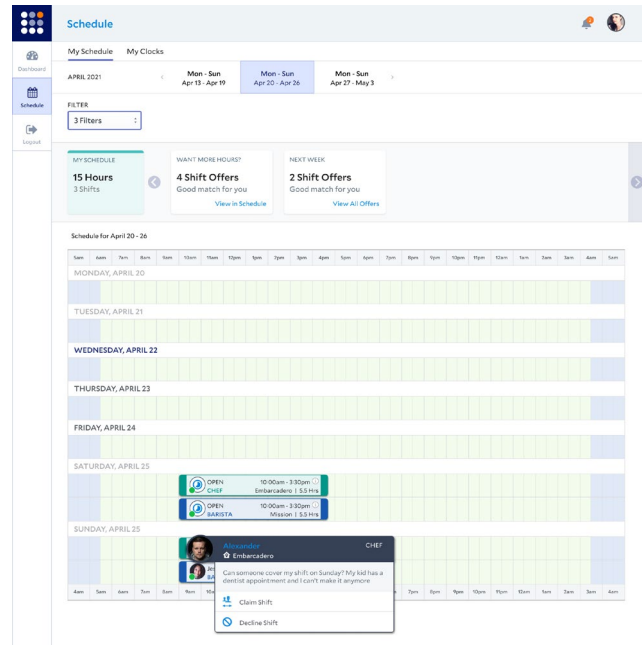 Schedule
My Schedule My Clocks
Dashboard
Schedule
Logout
APRIL 2021
Mon - Sun
Apr 13 - Apr 19
Mon - Sun
Apr 20 - Apr 26
Mon - Sun
Apr 27 - May 3
FILTER
3 Filters
MY SCHEDULE
15 Hours
3 Shifts
WANT MORE HOURS?
4 Shift Offers
Good match for you
View in Schedule
NEXT WEEK
2 Shift Offers
Good match for you
View All Offers
Schedule for April 20 - 26
5am 6am 7am 8am 9am 10am 11am 12pm 1pm 2pm 3pm 4pm 5pm 6pm 7pm 8pm 9pm 10pm 11pm 12am 1am 2am 3am 4am 5am
MONDAY, APRIL 20
TUESDAY, APRIL 21
WEDNESDAY, APRIL 22
THURSDAY, APRIL 23
FRIDAY, APRIL 24
SATURDAY, APRIL 25
OPEN 10:00am - 3:30pm
CHEF Embarcadero | 5.5 Hrs
OPEN 10:00am - 3:30pm
BARISTA Mission | 5.5 Hrs
SUNDAY, APRIL 25
Alexander CHEF
Embarcadero
Can someone cover my shift on Sunday? My kid has a
dentist appointment and I can't make it anymore
Claim Shift
Decline Shift
4am 5am 6am 7am 8am 9am 7pm 8pm 9pm 10pm 11pm 12am 1am 2am 3am 4am